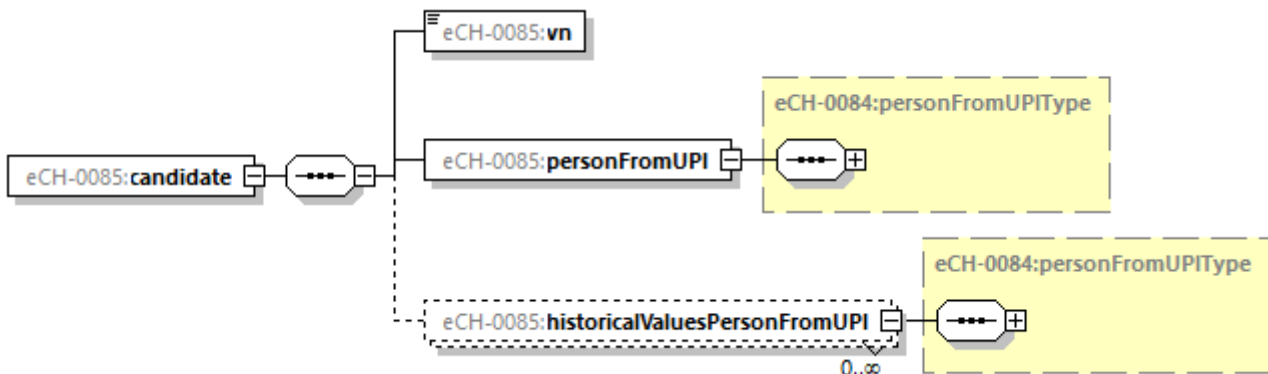 eCH-0085:vn
eCH-0084:personFromUPIType
eCH-0085:personFromUPI
eCH-0085:candidate
eCH-0084:personFromUPIType
eCH-0085:historicalValuesPersonFromUPI
0..∞